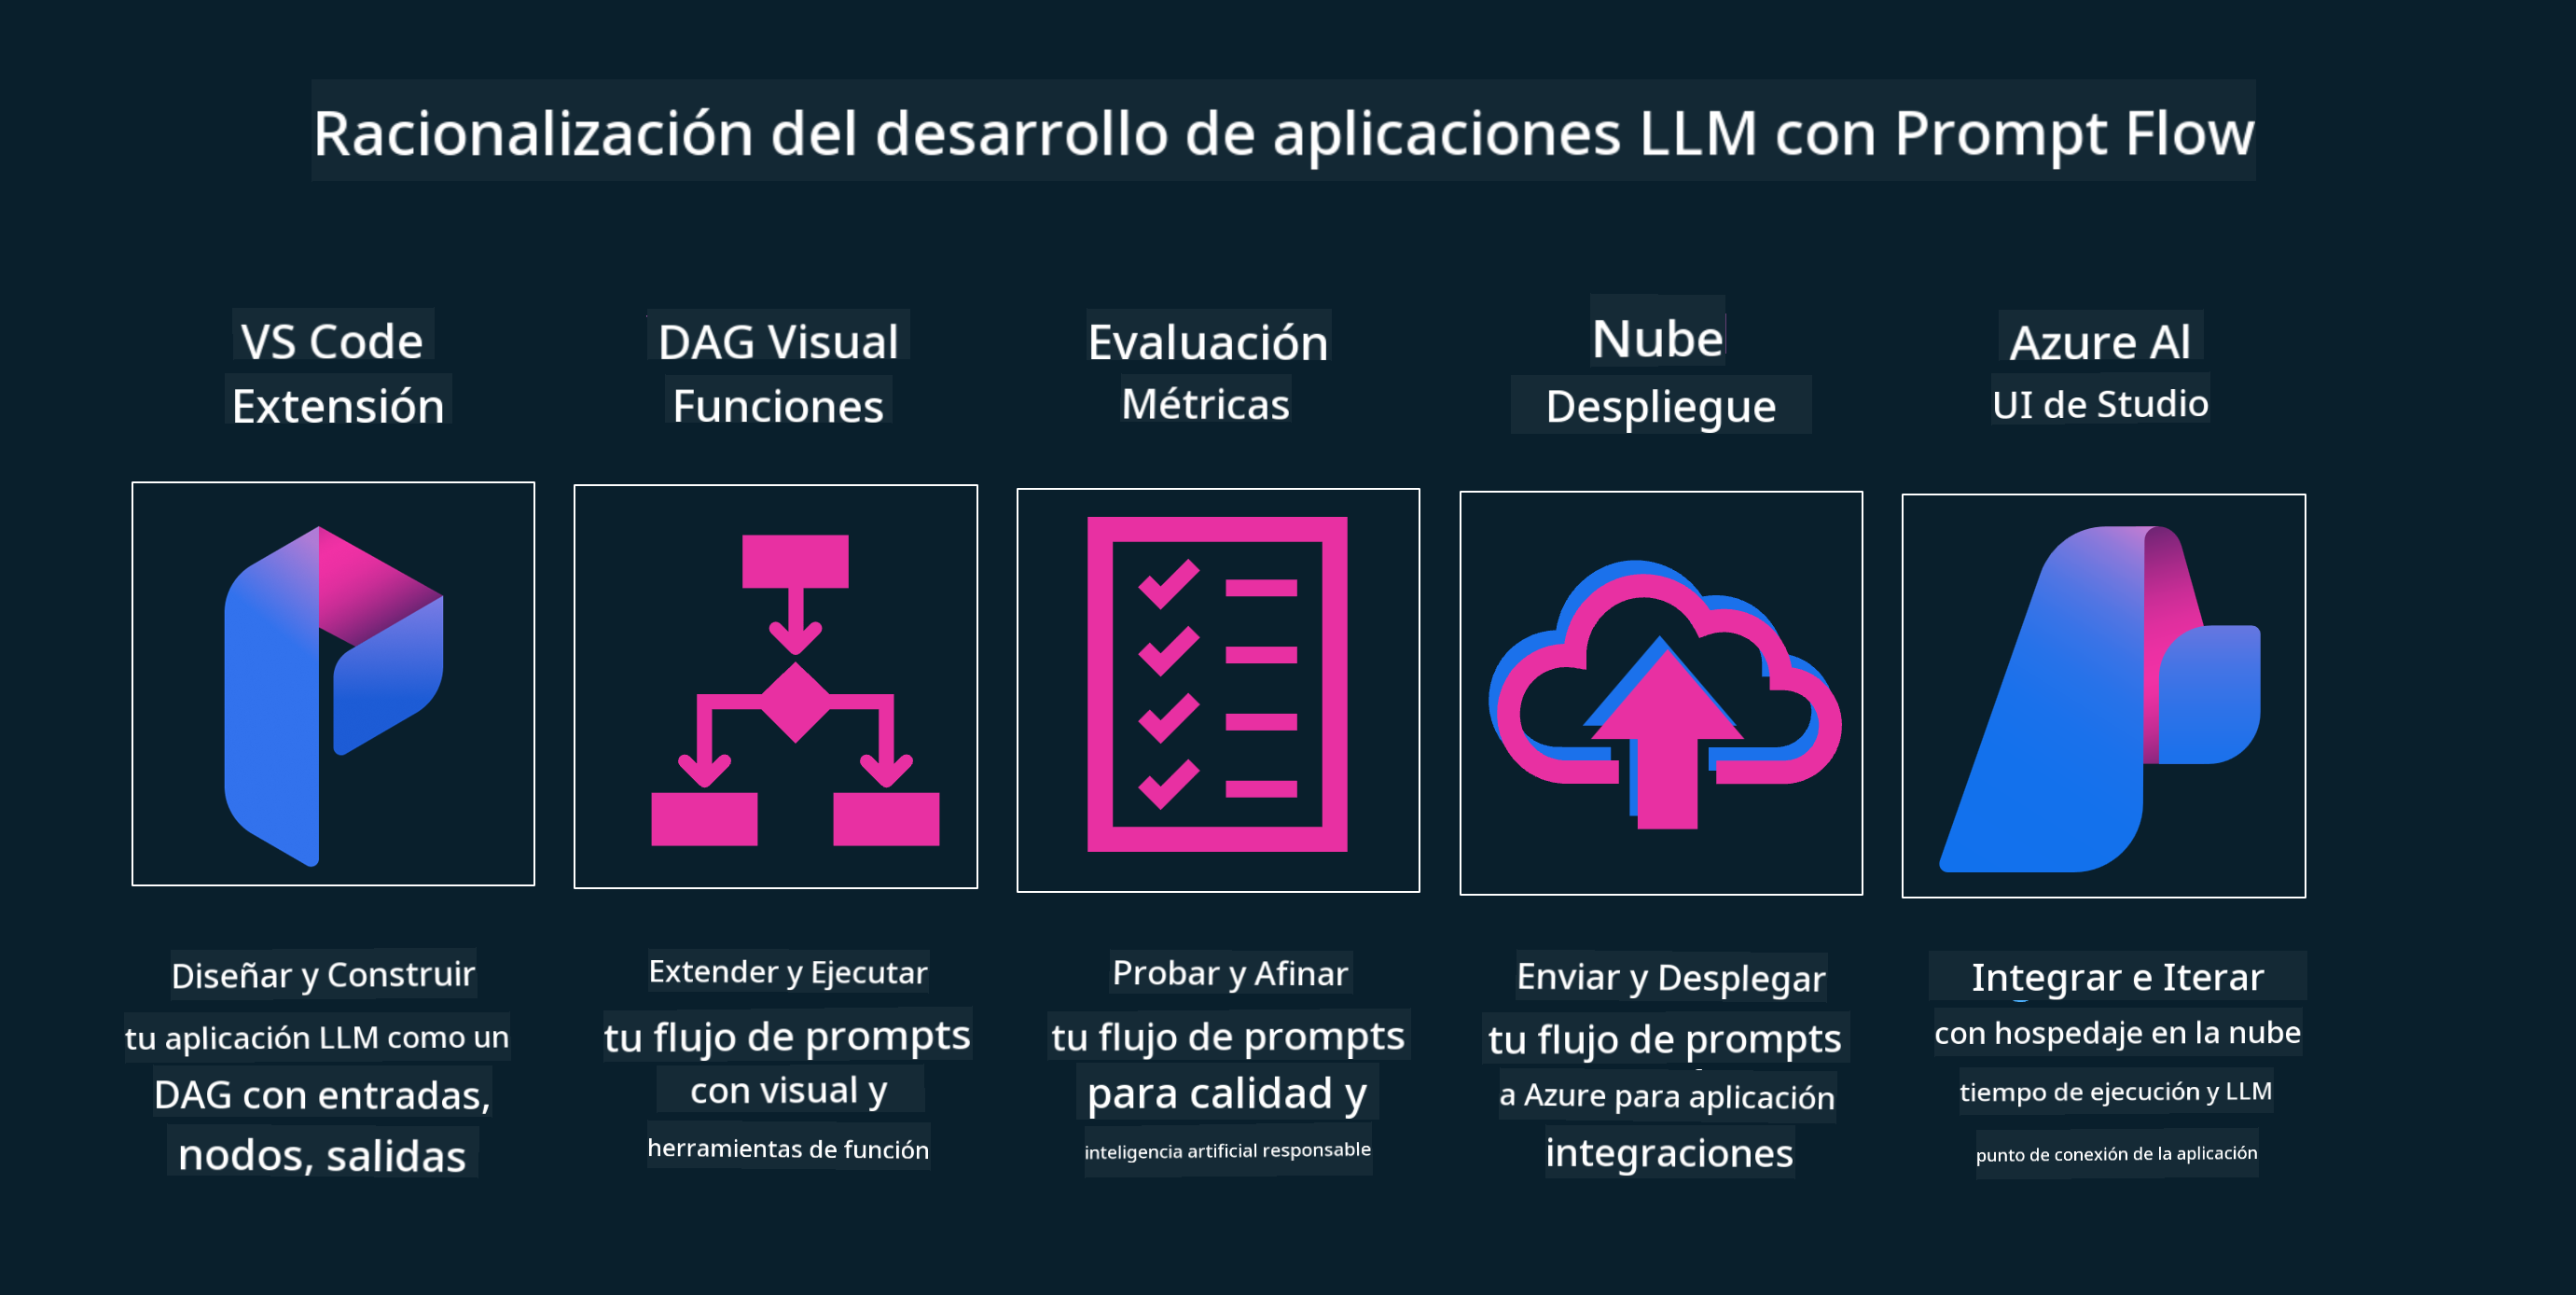 Racionalización del desarrollo de aplicaciones LLM con Prompt Flow
VS Code
Extensión
DAG Visual
Funciones
Evaluación
Métricas
Nube
Despliegue
Azure AI
UI de Studio
Diseñar y Construir
tu aplicación LLM como un
DAG con entradas,
nodos, salidas
Extender y Ejecutar
tu flujo de prompts
con visual y
herramientas de función
Probar y Afinar
tu flujo de prompts
para calidad y
inteligencia artificial responsable
Enviar y Desplegar
tu flujo de prompts
a Azure para aplicación
integraciones
Integrar e Iterar
con hospedaje en la nube
tiempo de ejecución y LLM
punto de conexión de la aplicación